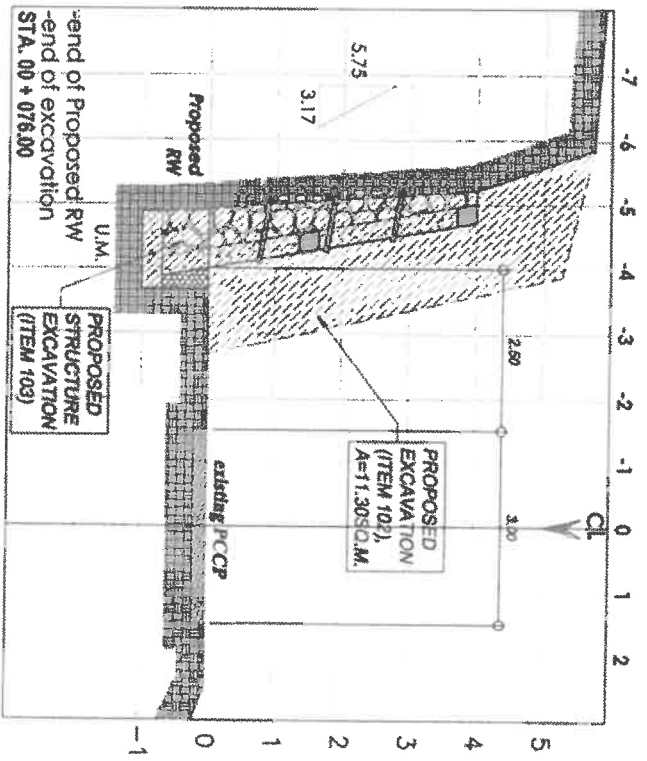 -7
-6
-5
-4
-3
-2
-1
0
1
2
5
4
3
2
1
0
-1
CL
5.75
3.17
2.50
3.00
PROPOSED
EXCAVATION
(ITEM 102),
A=11.30SQ.M.
Proposed
RW
existing PCCP
U.M.
PROPOSED
STRUCTURE
EXCAVATION
(ITEM 103)
-end of Proposed RW
-end of excavation
STA. 00 + 076.00